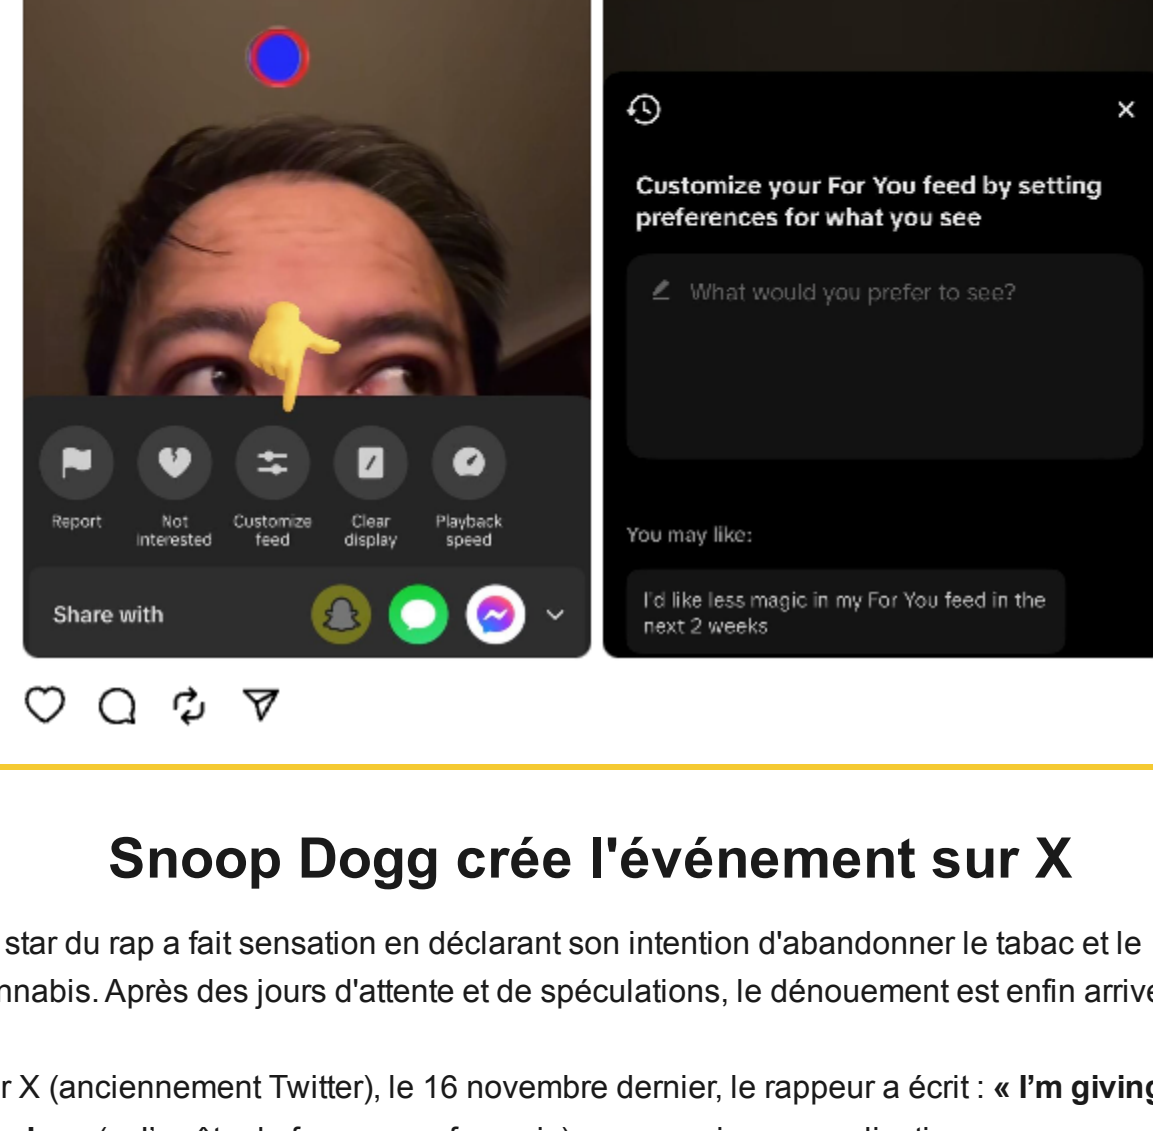 Customize your For You feed by setting
preferences for what you see
What would you prefer to see?
Report
Not
interested
Customize
feed
Clear
display
Playback
speed
You may like:
Share with
I'd like less magic in my For You feed in the
next 2 weeks
Snoop Dogg crée l'événement sur X
star du rap a fait sensation en déclarant son intention d'abandonner le tabac et le
nnabis. Après des jours d'attente et de spéculations, le dénouement est enfin arrivé
r X (anciennement Twitter), le 16 novembre dernier, le rappeur a écrit : « I’m giving